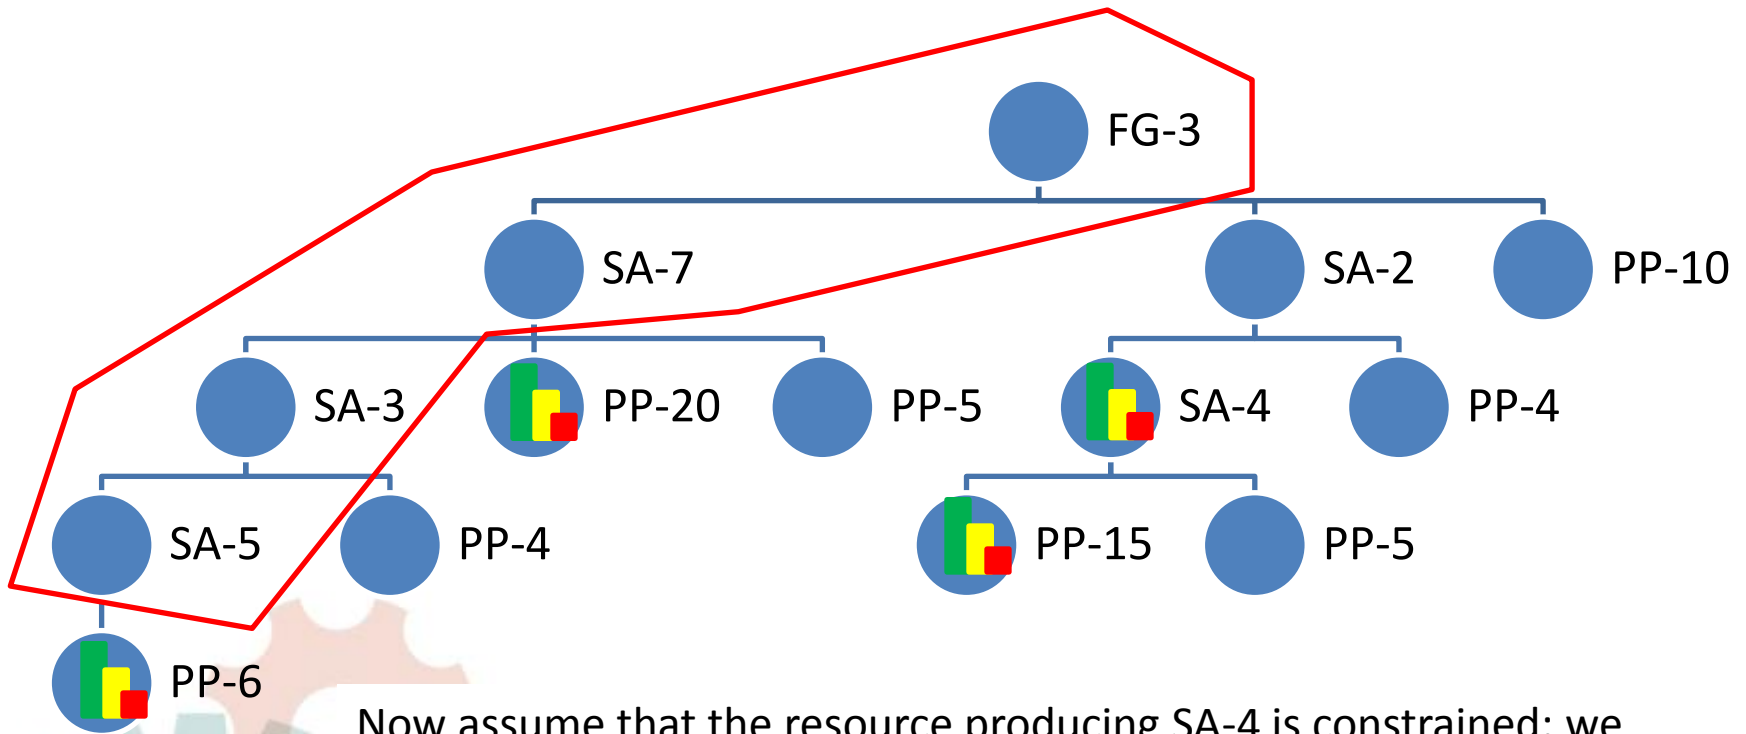 FG-3
SA-7
SA-2
PP-10
SA-3
PP-20
PP-5
SA-4
PP-4
SA-5
PP-4
PP-15
PP-5
PP-6
Now assume that the resource producing SA-4 is constrained; we